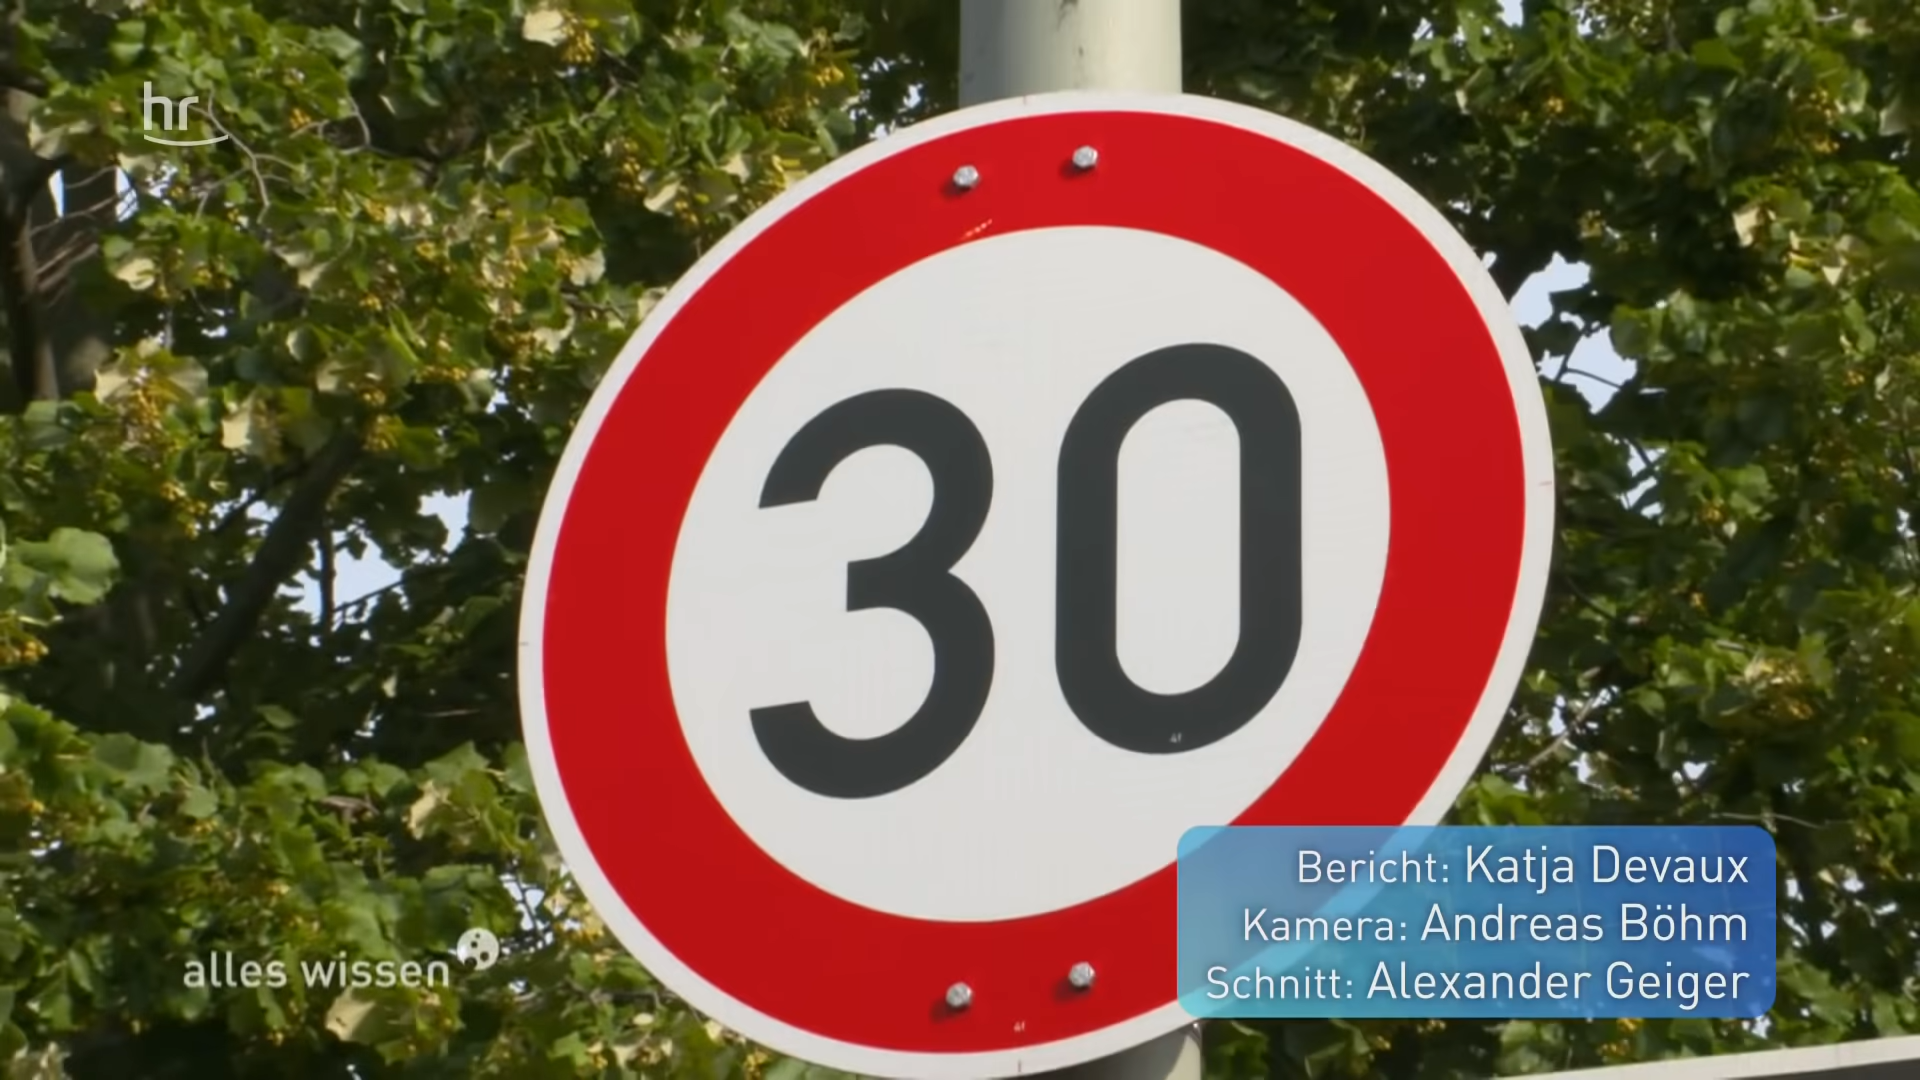 hr
30
Bericht: Katja Devaux
Kamera: Andreas Böhm
Schnitt: Alexander Geiger
alles wissen